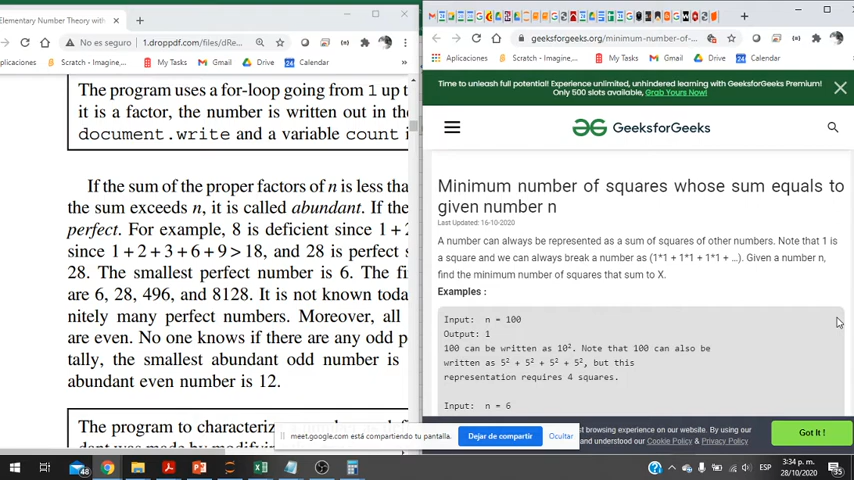 Elementary Number Theory with
No es seguro
1.droppdf.com/files/dRe
Aplicaciones
Scratch - Imagine,...
My Tasks
Gmail
Drive
Calendar
The program uses a for-loop going from 1 up t
it is a factor, the number is written out in the
document.write and a variable count i
If the sum of the proper factors of n is less tha
the sum exceeds n, it is called abundant. If the
perfect. For example, 8 is deficient since 1 + 2
since 1 + 2 + 3 + 6 + 9 > 18, and 28 is perfect s
28. The smallest perfect number is 6. The fi
are 6, 28, 496, and 8128. It is not known toda
nitely many perfect numbers. Moreover, all
are even. No one knows if there are any odd p
tally, the smallest abundant odd number is
abundant even number is 12.
The program to characteriz
dant was made by modifyi
geeksforgeeks.org/minimum-number-of-...
Aplicaciones
Scratch - Imagine,...
My Tasks
Gmail
Drive
Calendar
Time to unleash full potential! Experience unlimited, unhindered learning with GeeksforGeeks Premium!
Only 500 slots available, Grab Yours Now!
GeeksforGeeks
Minimum number of squares whose sum equals to
given number n
Last Updated: 16-10-2020
A number can always be represented as a sum of squares of other numbers. Note that 1 is
a square and we can always break a number as (1*1 + 1*1 + 1*1 + …). Given a number n,
find the minimum number of squares that sum to X.
Examples :
Input: n = 100
Output: 1
100 can be written as 10². Note that 100 can also be
written as 5² + 5² + 5² + 5², but this
representation requires 4 squares.
Input: n = 6
st browsing experience on our website. By using our
nd understood our Cookie Policy & Privacy Policy
Got It !
meet.google.com está compartiendo tu pantalla.
Dejar de compartir
Ocultar
48
ESP
3:34 p. m.
28/10/2020
35